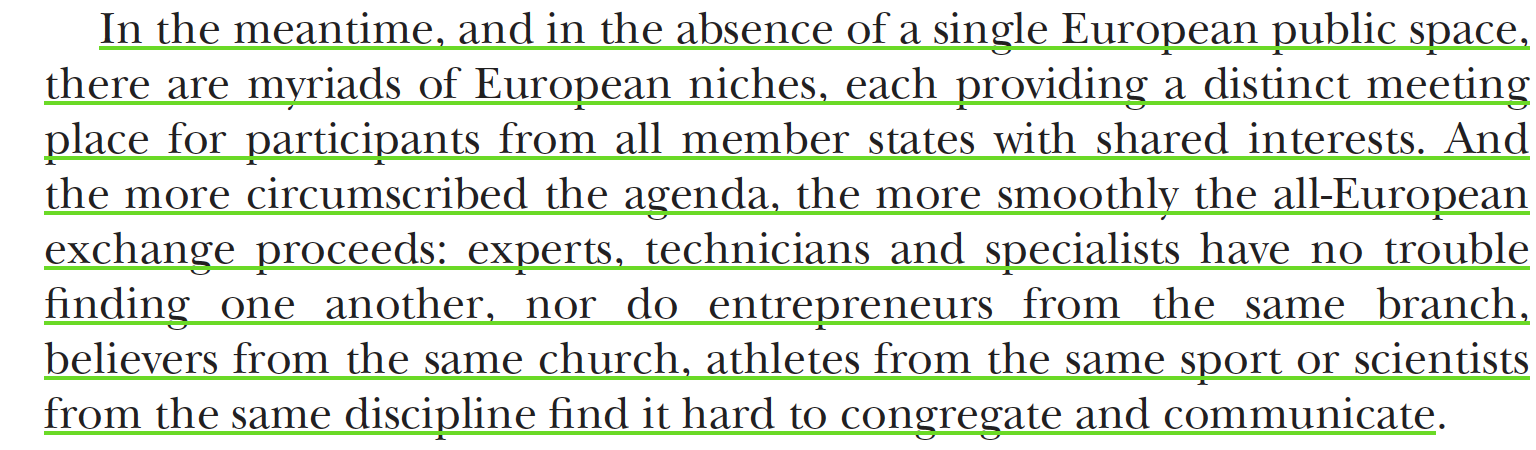 In the meantime, and in the absence of a single European public space,
there are myriads of European niches, each providing a distinct meeting
place for participants from all member states with shared interests. And
the more circumscribed the agenda, the more smoothly the all-European
exchange proceeds: experts, technicians and specialists have no trouble
finding one another, nor do entrepreneurs from the same branch,
believers from the same church, athletes from the same sport or scientists
from the same discipline find it hard to congregate and communicate.